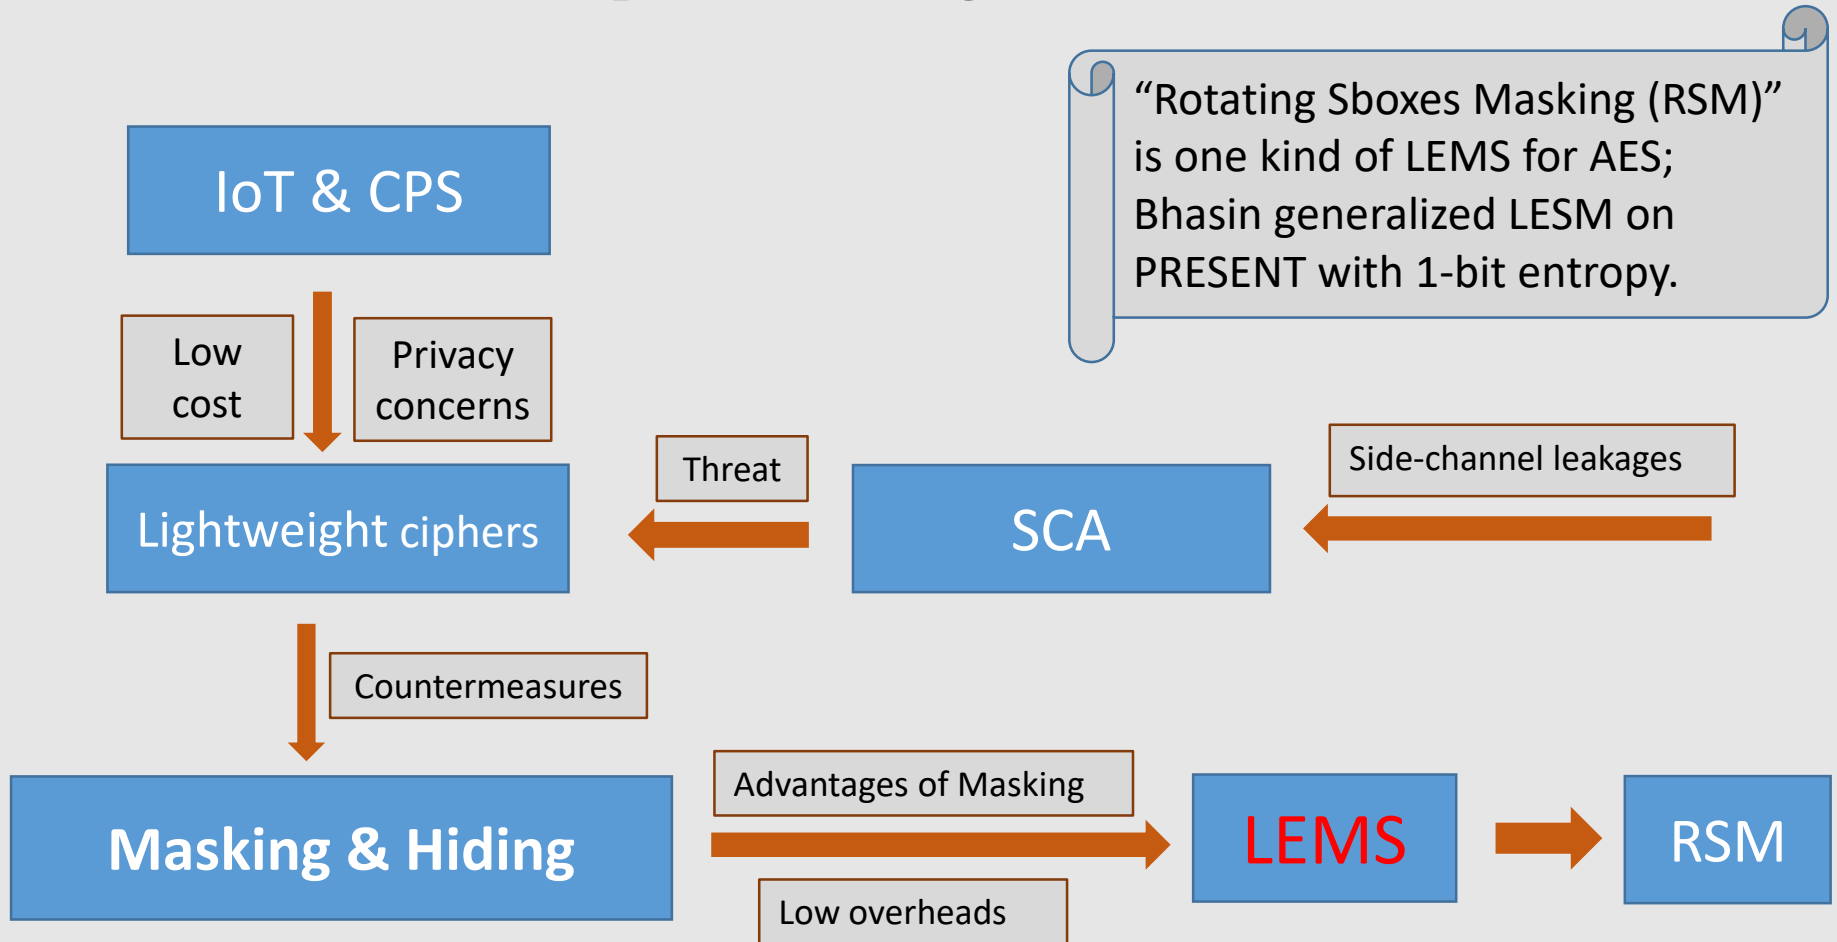 “Rotating Sboxes Masking (RSM)”
is one kind of LEMS for AES;
Bhasin generalized LESM on
PRESENT with 1-bit entropy.
IoT & CPS
Low
cost
Privacy
concerns
Threat
Side-channel leakages
Lightweight ciphers
SCA
Countermeasures
Advantages of Masking
Masking & Hiding
LEMS
RSM
Low overheads